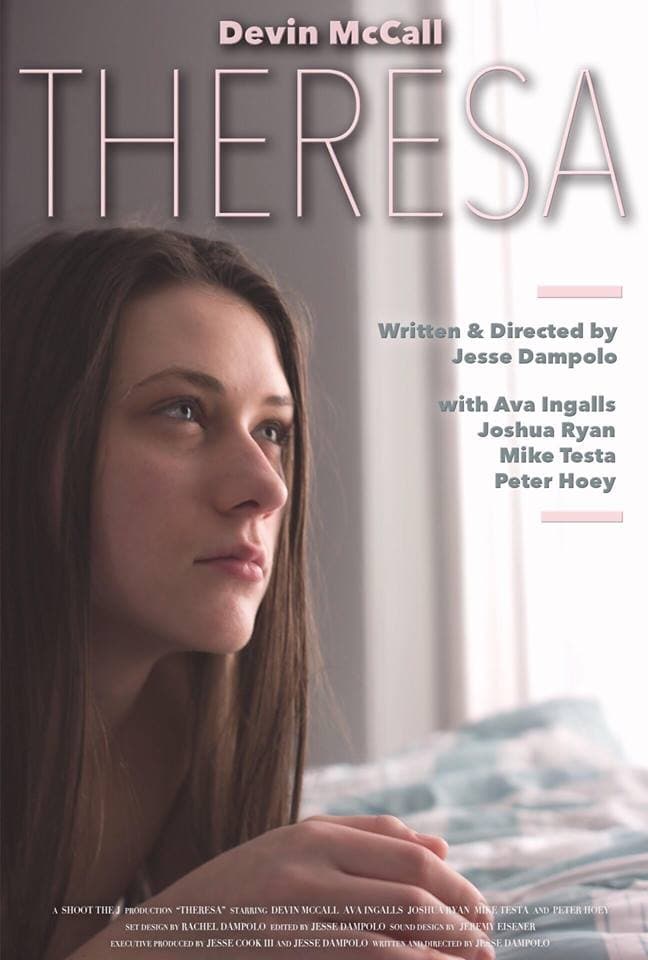 Devin McCall
THERESA
Written & Directed by
Jesse Dampolo
with Ava Ingalls
Joshua Ryan
Mike Testa
Peter Hoey
A SHOOT THE J PRODUCTION "THERESA" STARRING DEVIN MCCALL AVA INGALLS JOSHUA RYAN MIKE TESTA AND PETER HOEY
SET DESIGN BY RACHEL DAMPOLO EDITED BY JESSE DAMPOLO SOUND DESIGN BY JEREMY EISENER
EXECUTIVE PRODUCED BY JESSE COOK III AND JESSE DAMPOLO WRITTEN AND DIRECTED BY JESSE DAMPOLO